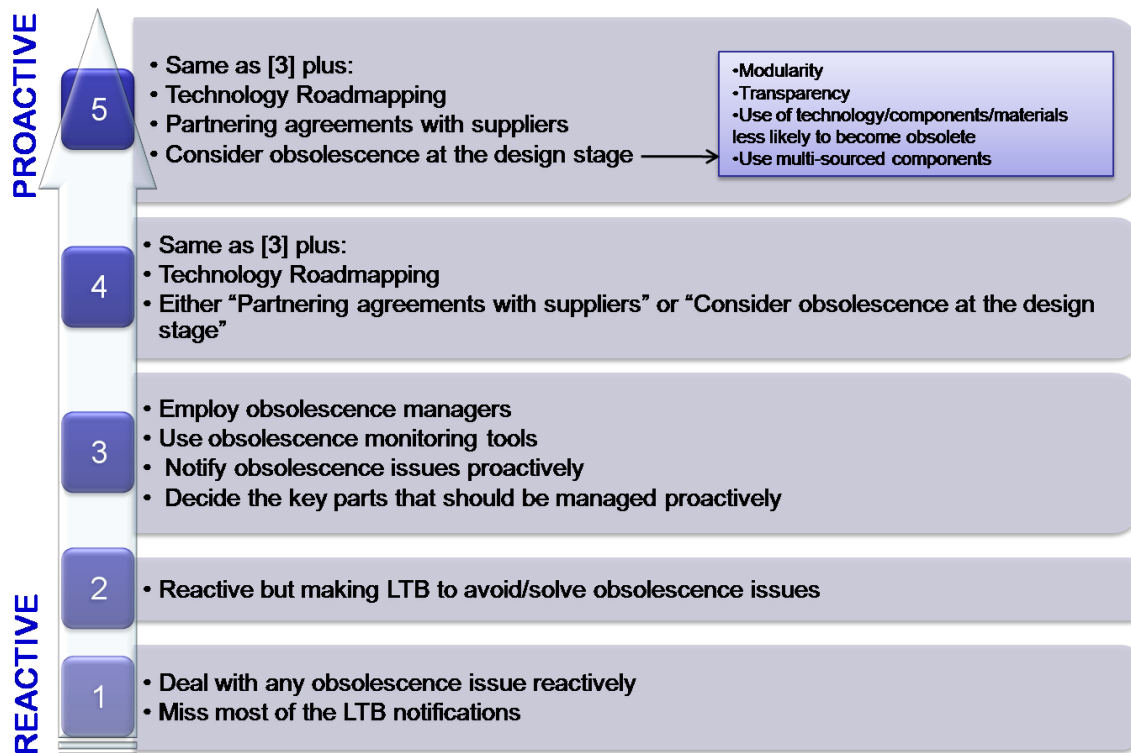 PROACTIVE
5
• Same as [3] plus:
• Technology Roadmapping
• Partnering agreements with suppliers
• Consider obsolescence at the design stage
•Modularity
•Transparency
•Use of technology/components/materials
less likely to become obsolete
•Use multi-sourced components
4
• Same as [3] plus:
• Technology Roadmapping
• Either “Partnering agreements with suppliers” or “Consider obsolescence at the design
stage”
3
• Employ obsolescence managers
• Use obsolescence monitoring tools
• Notify obsolescence issues proactively
• Decide the key parts that should be managed proactively
2
• Reactive but making LTB to avoid/solve obsolescence issues
REACTIVE
1
• Deal with any obsolescence issue reactively
• Miss most of the LTB notifications